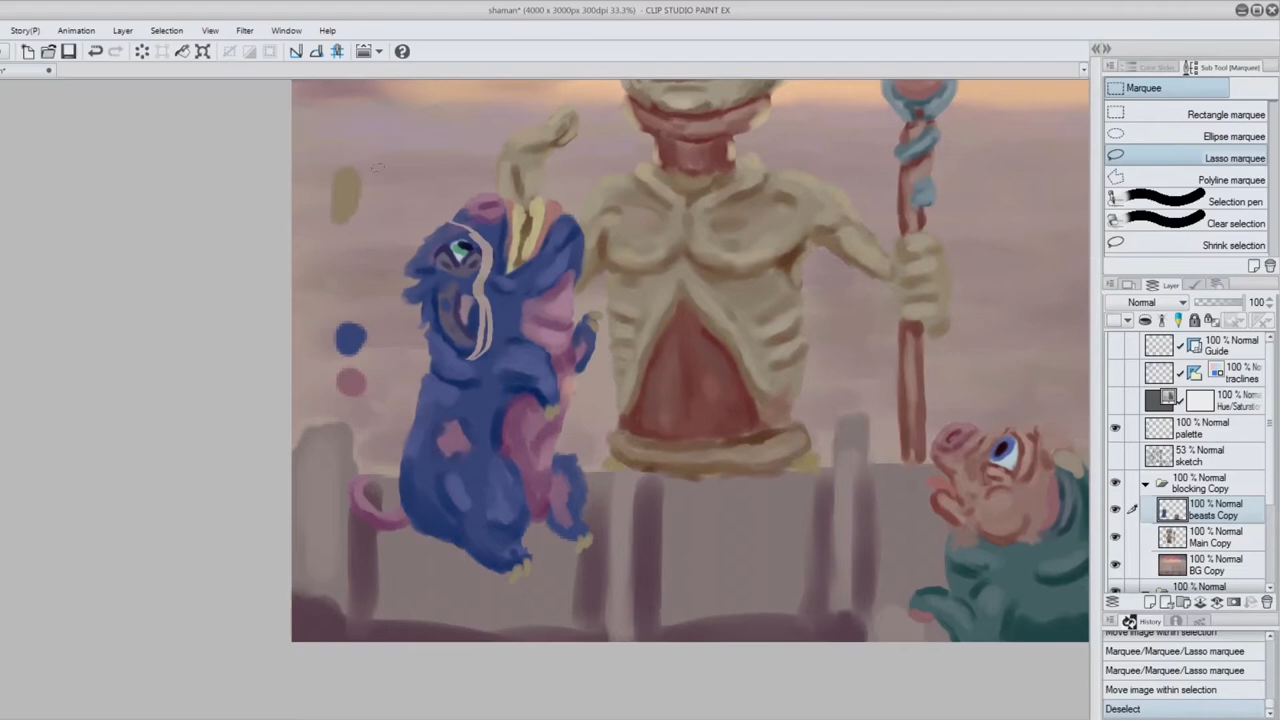 shaman* (4000 x 3000px 300dpi 33.3%) - CLIP STUDIO PAINT EX
Story(P) Animation Layer Selection View Filter Window Help
Color Slider Sub Tool [Marquee]
Marquee
Rectangle marquee
Ellipse marquee
Lasso marquee
Polyline marquee
Selection pen
Clear selection
Shrink selection
Layer
Normal 100
100 % Normal
Guide
100 % No
traclines
100 % Norm
Hue/Saturatio
100 % Normal
palette
53 % Normal
sketch
100 % Normal
blocking Copy
100 % Normal
beasts Copy
100 % Normal
Main Copy
100 % Normal
BG Copy
100 % Normal
History
Move image within selection
Marquee/Marquee/Lasso marquee
Marquee/Marquee/Lasso marquee
Move image within selection
Deselect